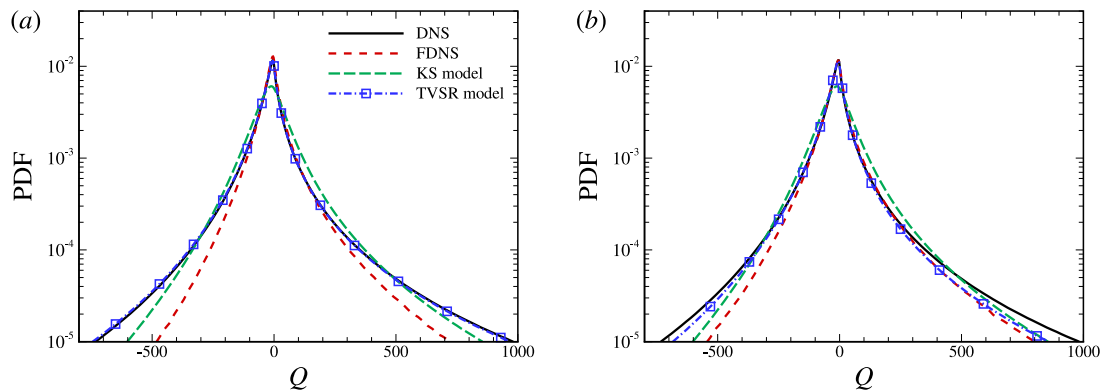 (a)
DNS
FDNS
KS model
TVSR model
PDF
10⁻²
10⁻³
10⁻⁴
10⁻⁵
-500 0 500 1000
Q
(b)
PDF
10⁻²
10⁻³
10⁻⁴
10⁻⁵
-500 0 500 1000
Q